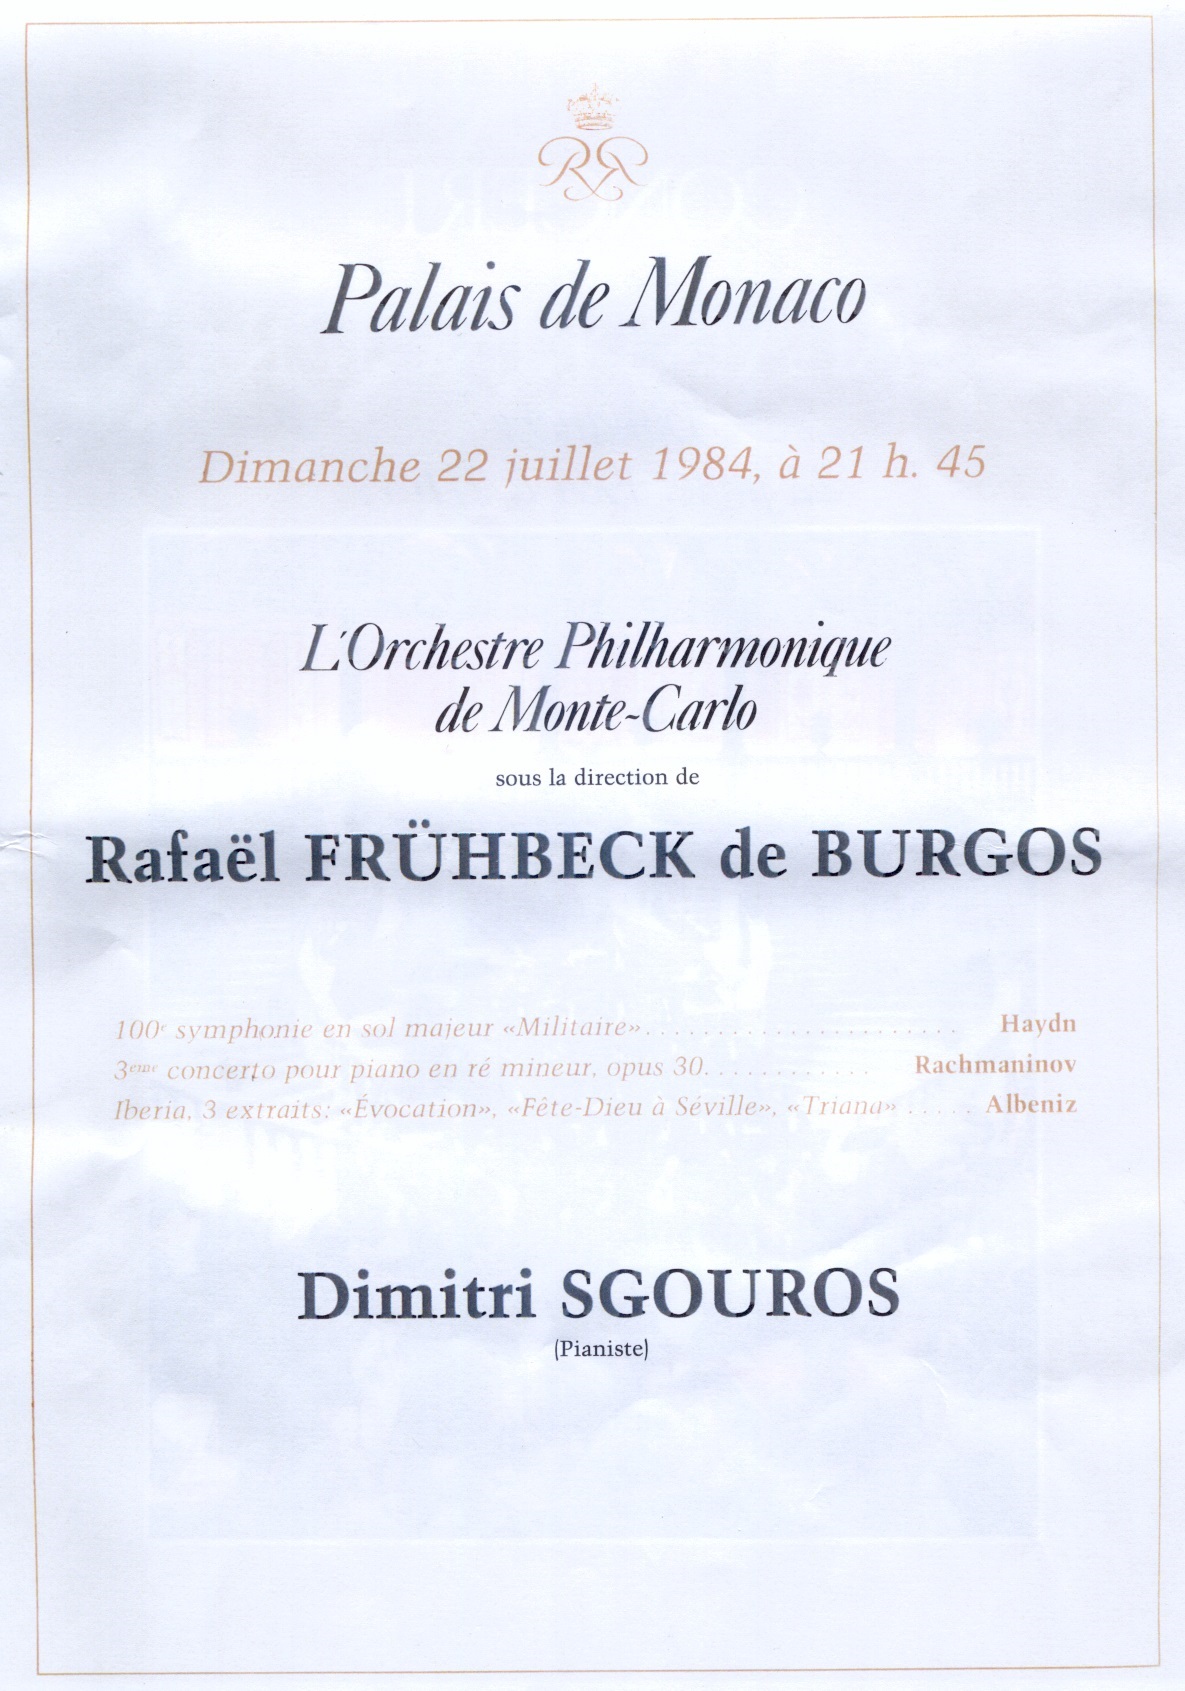 Palais de Monaco
Dimanche 22 juillet 1984, à 21 h. 45
L'Orchestre Philharmonique
de Monte-Carlo
sous la direction de
Rafaël FRÜHBECK de BURGOS
100e symphonie en sol majeur «Militaire»...................... Haydn
3eme concerto pour piano en ré mineur, opus 30............ Rachmaninov
Iberia, 3 extraits: «Évocation», «Fête-Dieu à Séville», «Triana» ..... Albeniz
Dimitri SGOUROS
(Pianiste)